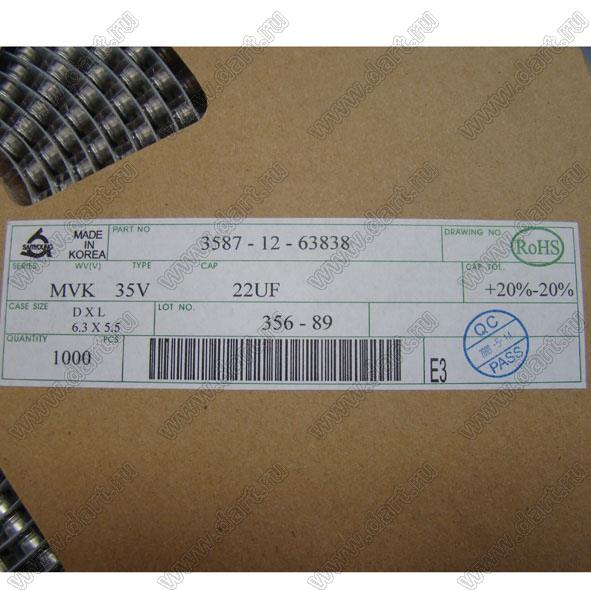 SAMYOUNG
MADE IN KOREA
PART NO
3587 - 12 - 63838
DRAWING NO.
RoHS
SERIES WV(V) TYPE CAP CAP TOL.
MVK 35V 22UF +20%-20%
CASE SIZE
D X L
6.3 X 5.5
LOT NO.
356 - 89
QUANTITY PCS
1000
E3
QC
PASS
www.dart.ru